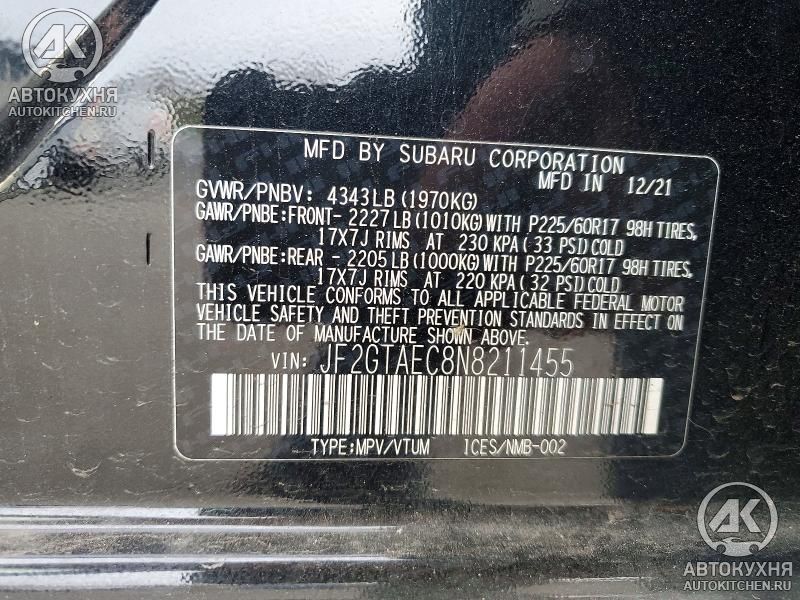 AK
АВТОКУХНЯ
AUTOKITCHEN.RU
MFD BY SUBARU CORPORATION
MFD IN 12/21
GVWR/PNBV: 4343LB(1970KG)
GAWR/PNBE:FRONT- 2227LB(1010KG)WITH P225/60R17 98H TIRES,
17X7J RIMS AT 230 KPA( 33 PSI)COLD
GAWR/PNBE:REAR - 2205LB(1000KG)WITH P225/60R17 98H TIRES,
17X7J RIMS AT 220 KPA( 32 PSI)COLD
THIS VEHICLE CONFORMS TO ALL APPLICABLE FEDERAL MOTOR
VEHICLE SAFETY AND THEFT PREVENTION STANDARDS IN EFFECT ON
THE DATE OF MANUFACTURE SHOWN ABOVE.
VIN: JF2GTAEC8N8211455
TYPE:MPV/VTUM ICES/NMB-002
AK
АВТОКУХНЯ
AUTOKITCHEN.RU